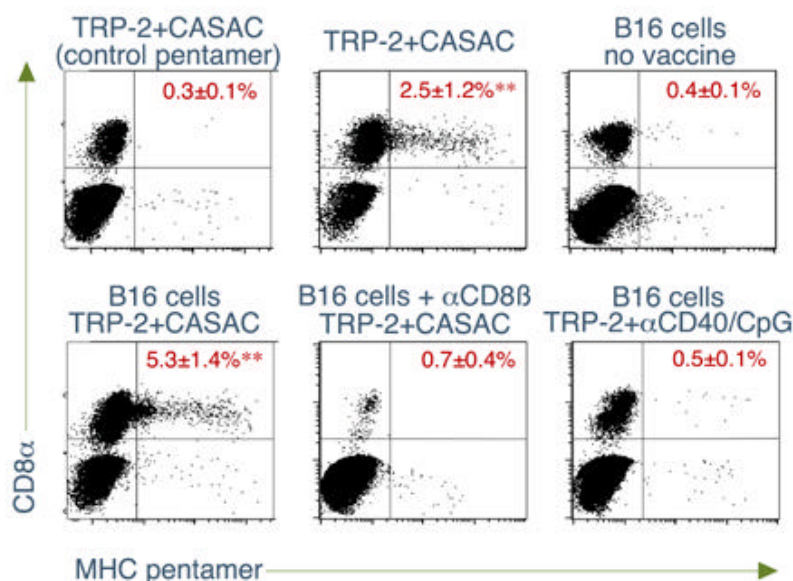 TRP-2+CASAC
(control pentamer)
TRP-2+CASAC
B16 cells
no vaccine
0.3±0.1%
2.5±1.2%**
0.4±0.1%
B16 cells
TRP-2+CASAC
B16 cells + αCD8ß
TRP-2+CASAC
B16 cells
TRP-2+αCD40/CpG
5.3±1.4%**
0.7±0.4%
0.5±0.1%
CD8α
MHC pentamer